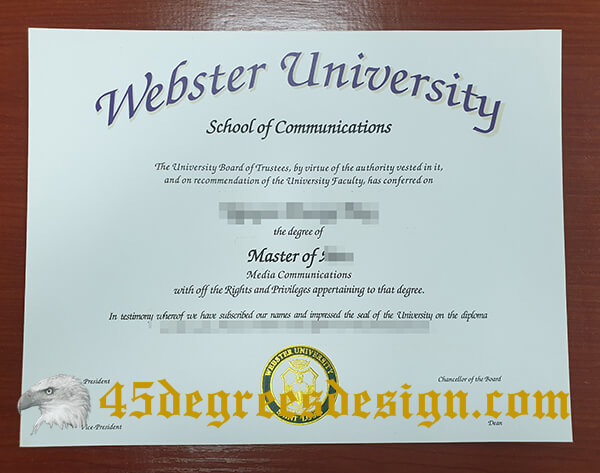 Webster University
School of Communications
The University Board of Trustees, by virtue of the authority vested in it,
and on recommendation of the University Faculty, has conferred on
the degree of
Master of
Media Communications
with off the Rights and Privileges appertaining to that degree.
In testimony whereof we have subscribed our names and impressed the seal of the University on the diploma
WEBSTER UNIVERSITY
President
Chancellor of the Board
45degreesdesign.com
Vice-President
Dean